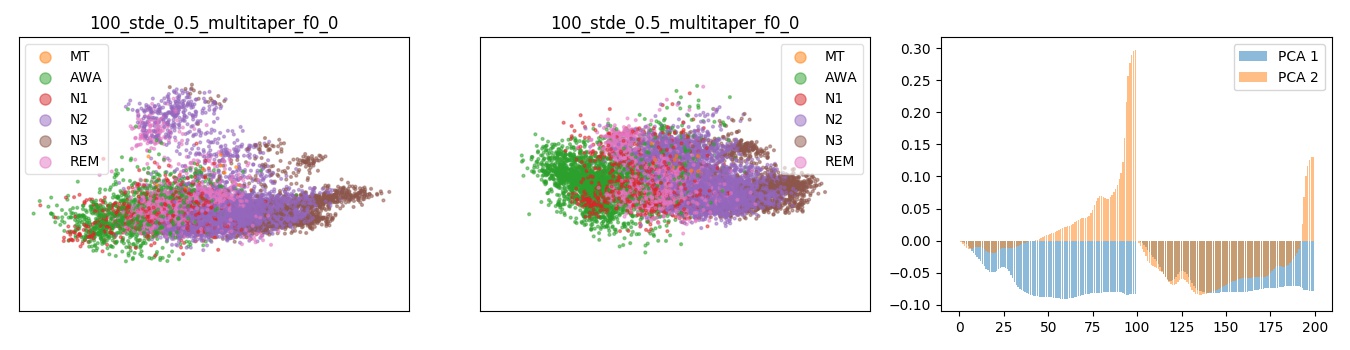 100_stde_0.5_multitaper_f0_0
MT
AWA
N1
N2
N3
REM
100_stde_0.5_multitaper_f0_0
MT
AWA
N1
N2
N3
REM
PCA 1
PCA 2
0.30
0.25
0.20
0.15
0.10
0.05
0.00
−0.05
−0.10
0 25 50 75 100 125 150 175 200